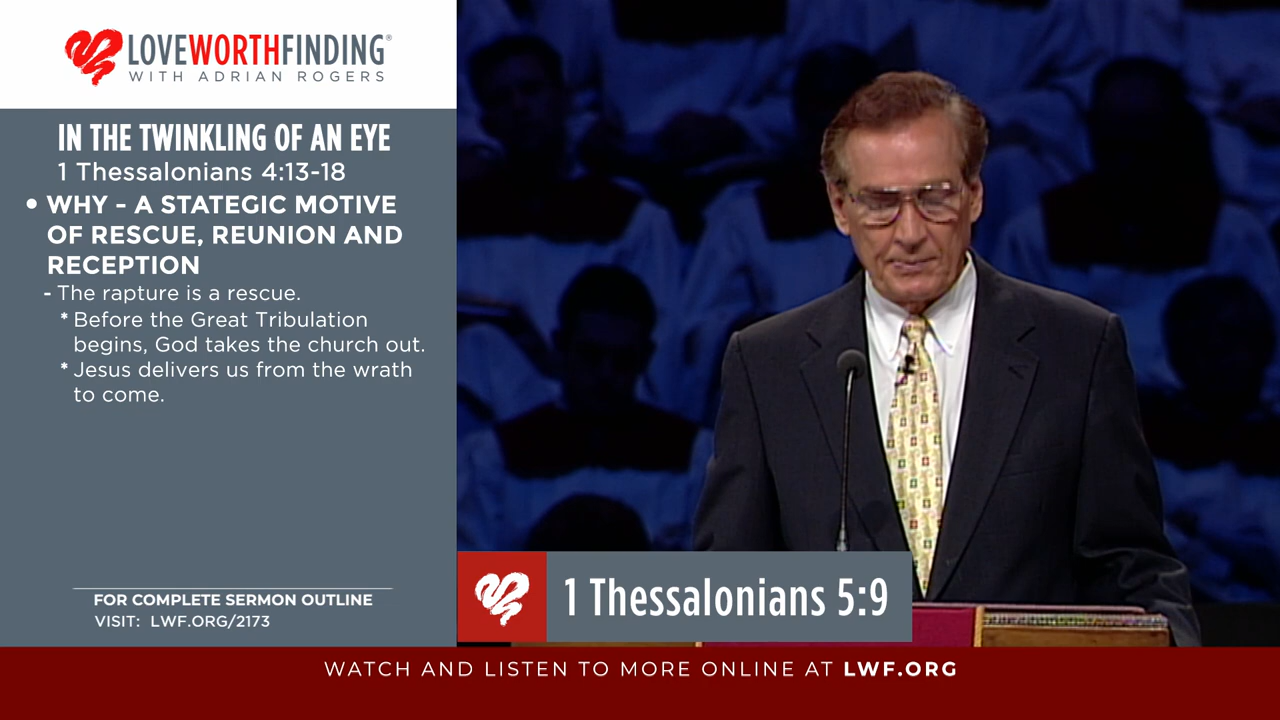 LOVEWORTHFINDING®
WITH ADRIAN ROGERS
IN THE TWINKLING OF AN EYE
1 Thessalonians 4:13-18
• WHY - A STATEGIC MOTIVE
OF RESCUE, REUNION AND
RECEPTION
- The rapture is a rescue.
* Before the Great Tribulation
begins, God takes the church out.
* Jesus delivers us from the wrath
to come.
FOR COMPLETE SERMON OUTLINE
VISIT: LWF.ORG/2173
1 Thessalonians 5:9
WATCH AND LISTEN TO MORE ONLINE AT LWF.ORG